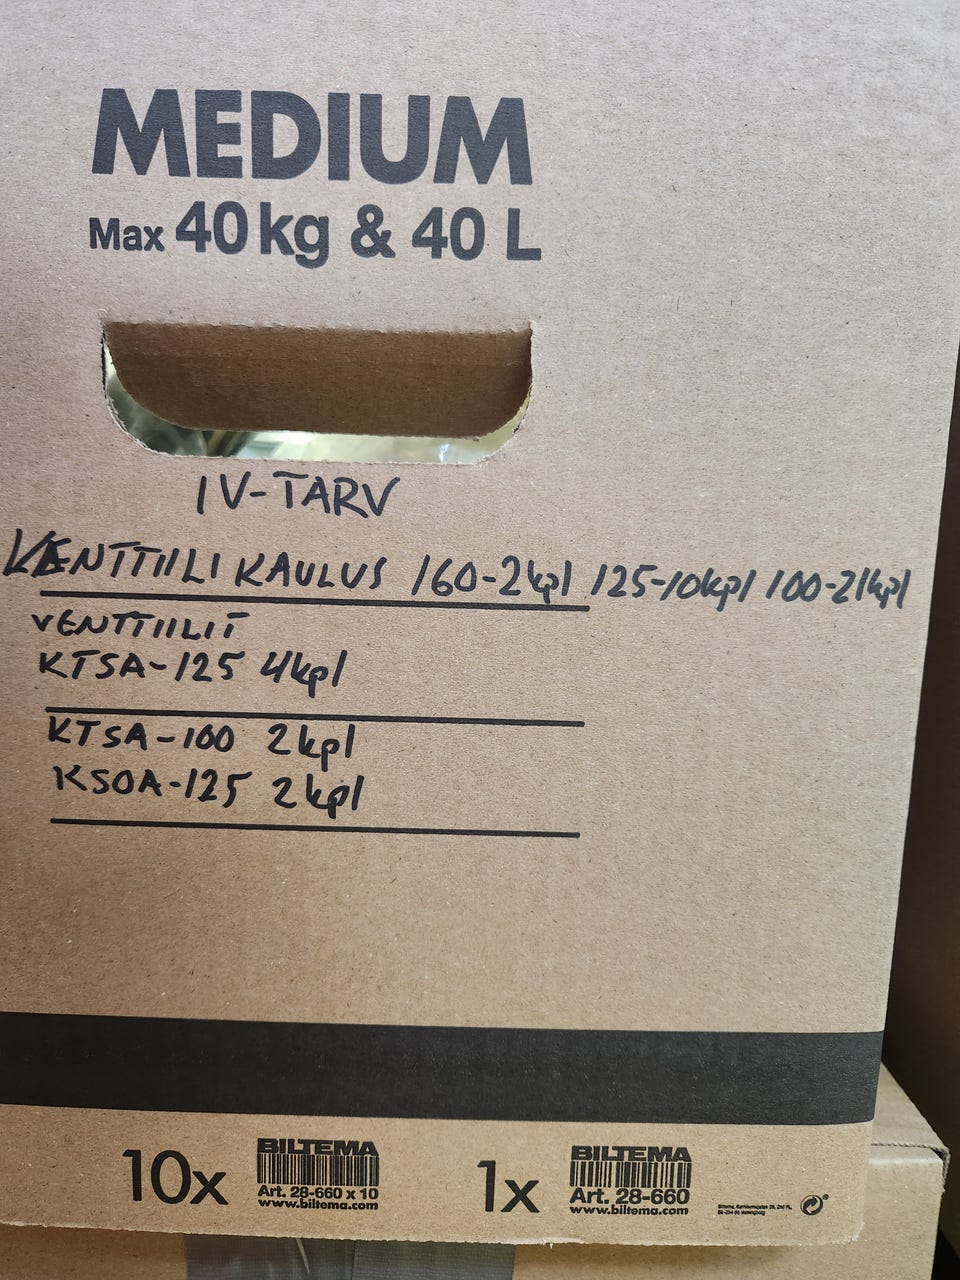 MEDIUM
Max 40 kg & 40 L
IV-TARV
VENTTIILI KAULUS 160-2kpl 125-10kpl 100-21kpl
VENTTIILIT
KTSA-125 4kpl
KTSA-100 2kpl
KSOA-125 2kpl
10x BILTEMA 1x BILTEMA
Art. 28-660 x 10 Art. 28-660
www.biltema.com www.biltema.com